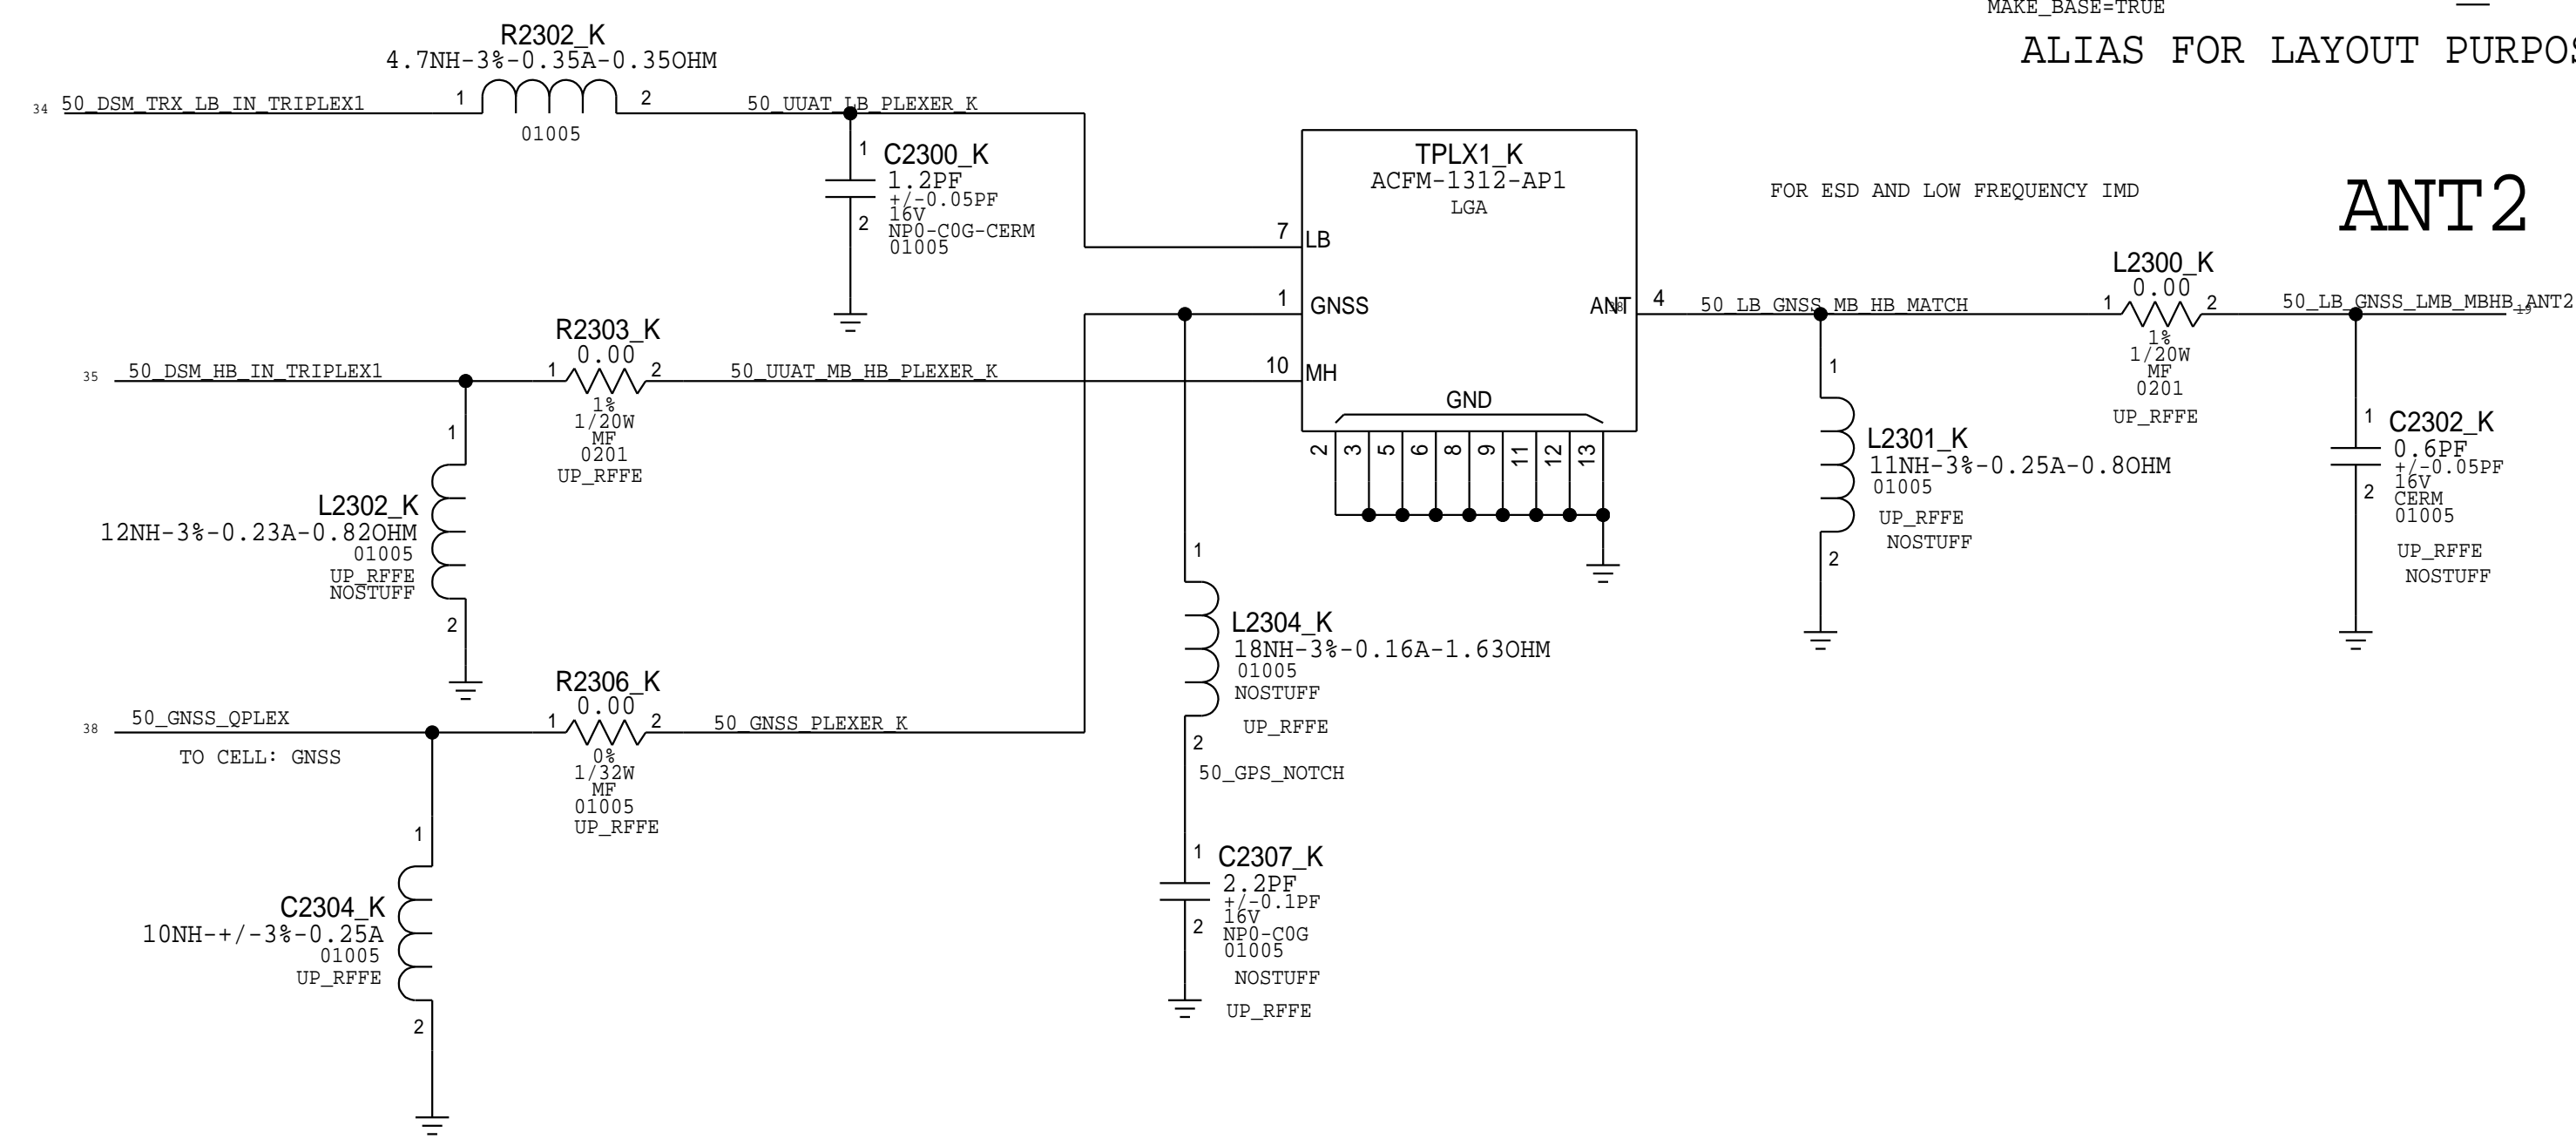 MAKE_BASE=TRUE
ALIAS FOR LAYOUT PURPOS
R2302_K
4.7NH-3%-0.35A-0.35OHM
34 50_DSM_TRX_LB_IN_TRIPLEX1
1
2
50_UUAT_LB_PLEXER_K
01005
1
C2300_K
1.2PF
+/-0.05PF
16V
2
NP0-C0G-CERM
01005
TPLX1_K
ACFM-1312-AP1
LGA
7
LB
1
GNSS
10
MH
ANT
38
4
GND
2
3
5
6
8
9
11
12
13
FOR ESD AND LOW FREQUENCY IMD
ANT2
50_LB_GNSS_MB_HB_MATCH
L2300_K
0.00
1
2
1%
1/20W
MF
0201
UP_RFFE
50_LB_GNSS_LMB_MBHB_ANT2
19
1
L2301_K
11NH-3%-0.25A-0.8OHM
01005
UP_RFFE
NOSTUFF
2
1
C2302_K
0.6PF
+/-0.05PF
16V
2
CERM
01005
UP_RFFE
NOSTUFF
35 50_DSM_HB_IN_TRIPLEX1
R2303_K
0.00
1
2
1%
1/20W
MF
0201
UP_RFFE
50_UUAT_MB_HB_PLEXER_K
1
L2302_K
12NH-3%-0.23A-0.82OHM
01005
UP_RFFE
NOSTUFF
2
1
L2304_K
18NH-3%-0.16A-1.63OHM
01005
NOSTUFF
UP_RFFE
2
50_GPS_NOTCH
1
C2307_K
2.2PF
+/-0.1PF
16V
2
NP0-C0G
01005
NOSTUFF
UP_RFFE
38 50_GNSS_QPLEX
TO CELL: GNSS
R2306_K
0.00
1
2
0%
1/32W
MF
01005
UP_RFFE
50_GNSS_PLEXER_K
1
C2304_K
10NH-+/-3%-0.25A
01005
UP_RFFE
2